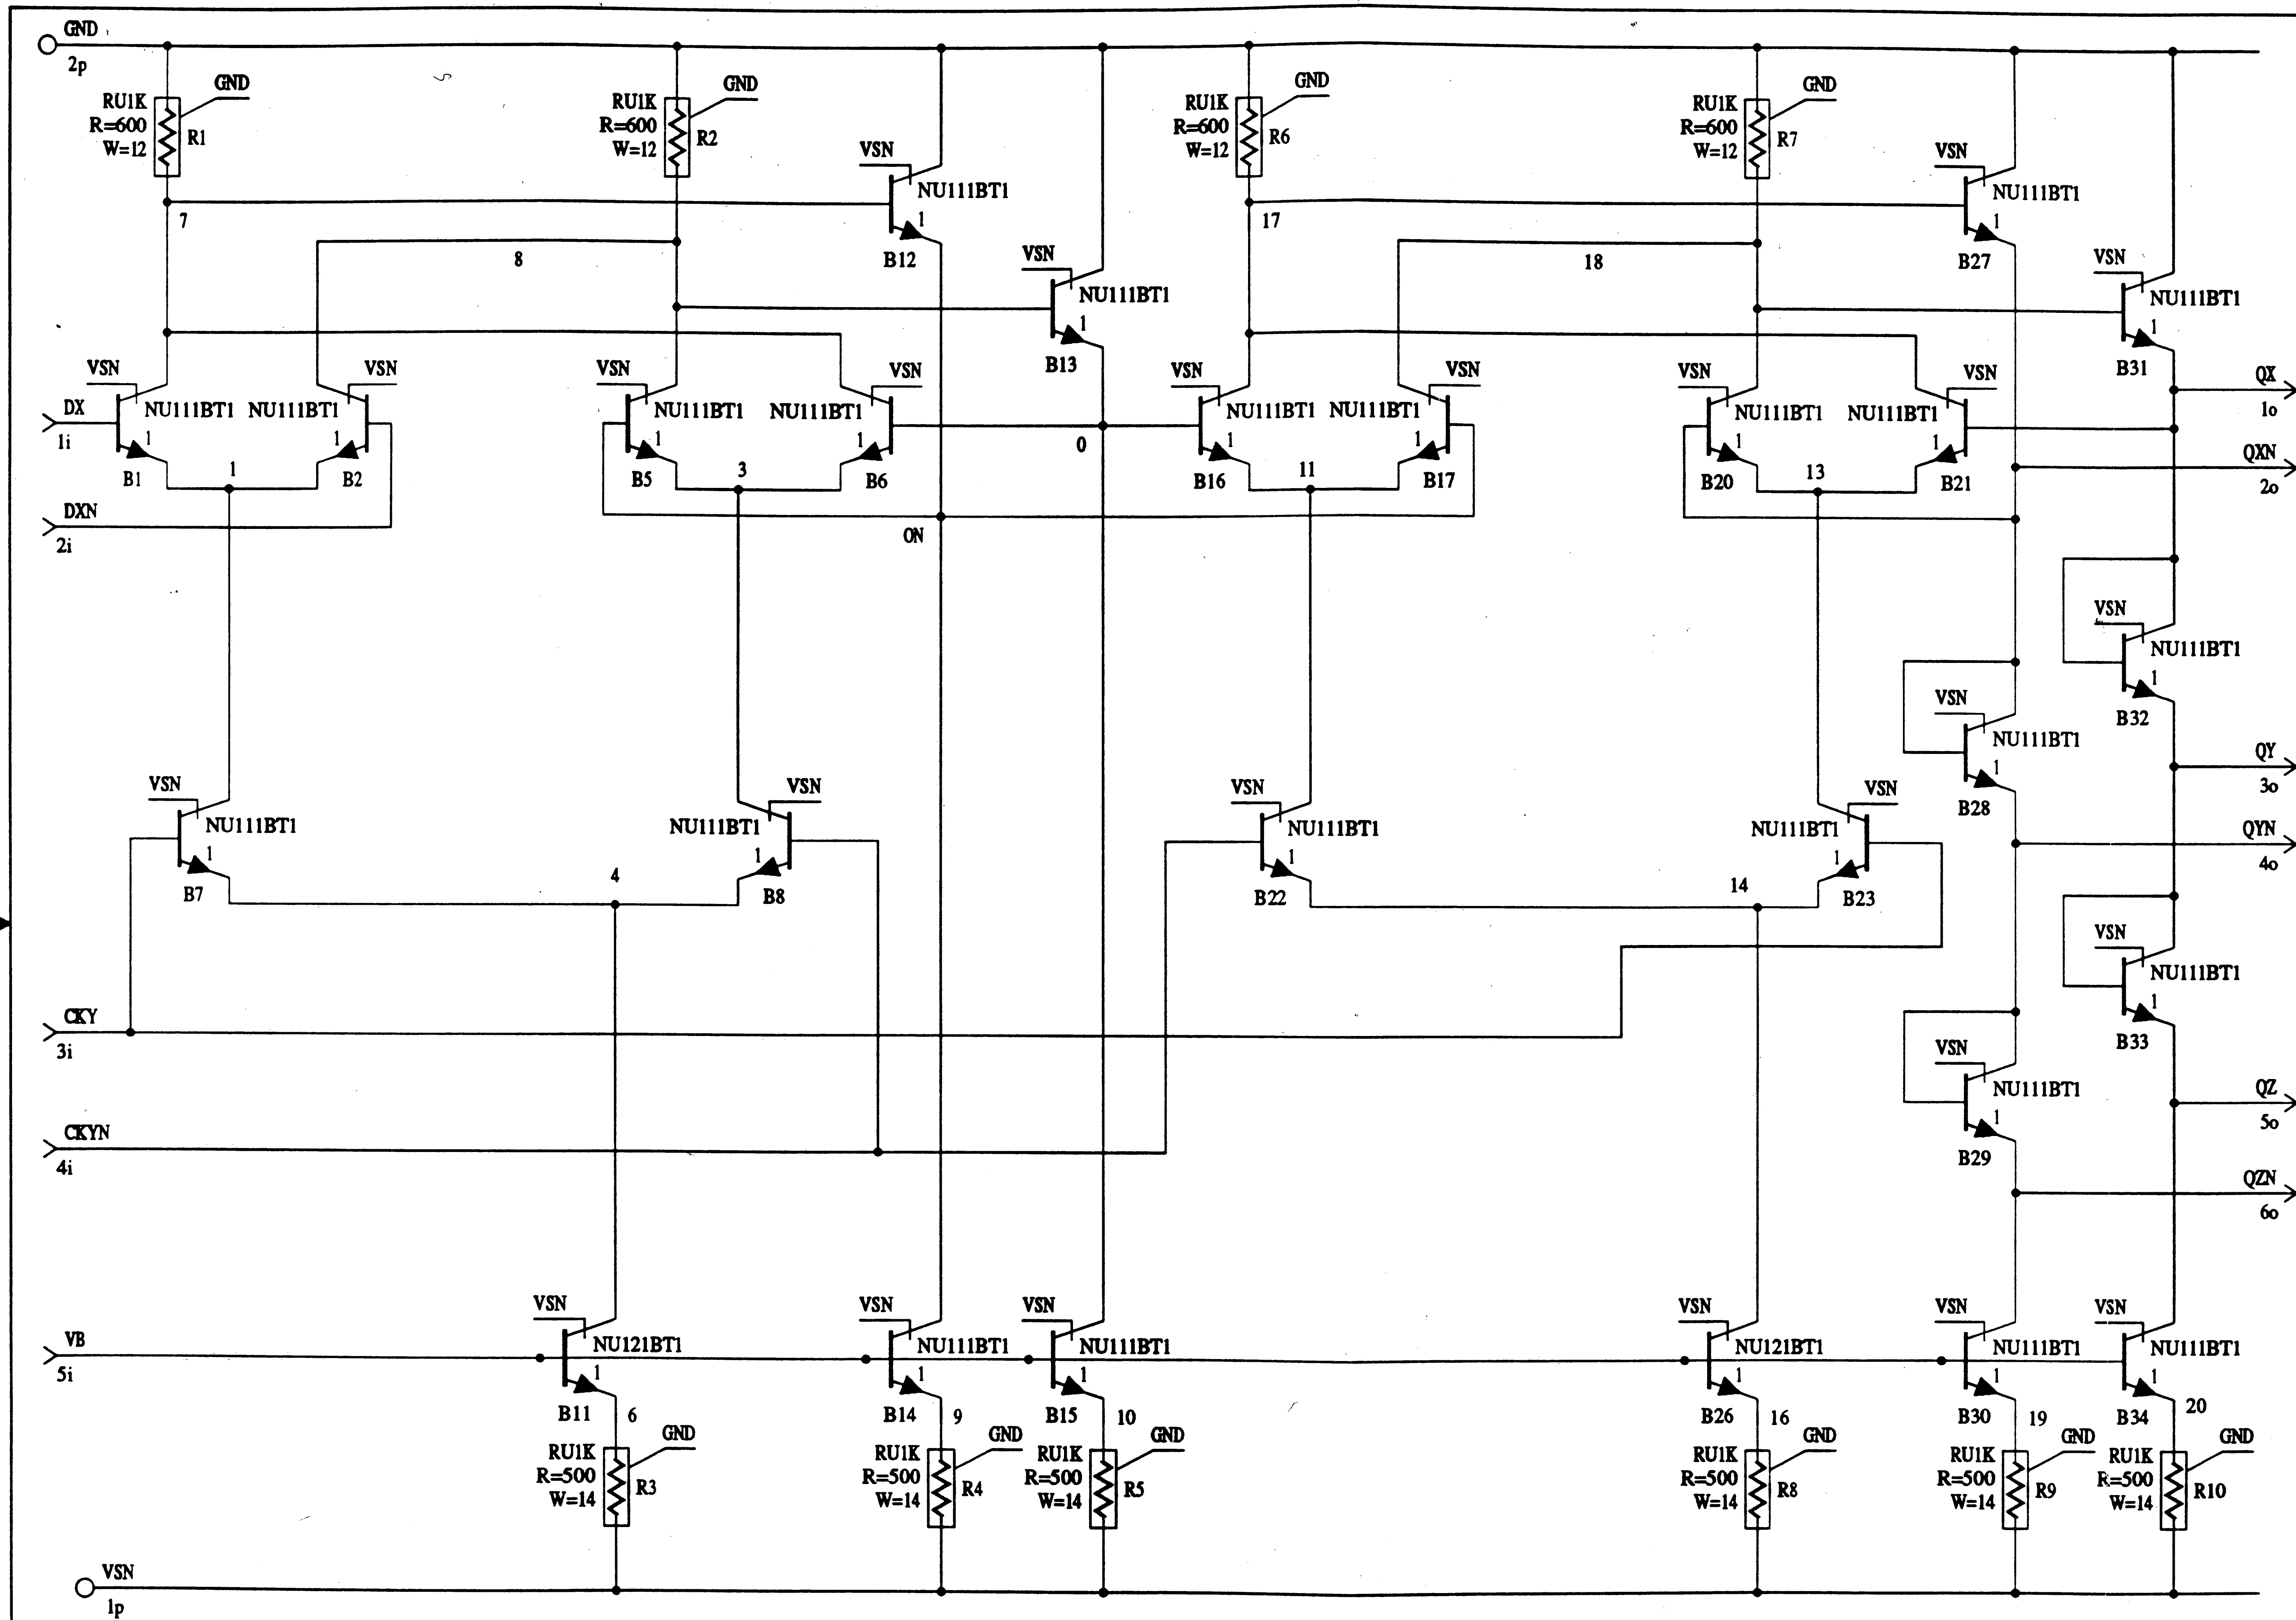 GND
2p
GND
RU1K
R=600
W=12
R1
GND
RU1K
R=600
W=12
R2
GND
RU1K
R=600
W=12
R6
GND
RU1K
R=600
W=12
R7
VSN
NU111BT1
1
B12
VSN
NU111BT1
1
B27
7
8
17
18
VSN
NU111BT1
1
B13
VSN
NU111BT1
1
B31
DX
1i
VSN
NU111BT1
1
B1
1
VSN
NU111BT1
1
B2
VSN
NU111BT1
1
B5
3
VSN
NU111BT1
1
B6
0
VSN
NU111BT1
1
B16
11
VSN
NU111BT1
1
B17
VSN
NU111BT1
1
B20
13
VSN
NU111BT1
1
B21
QX
1o
QXN
2o
DXN
2i
ON
VSN
NU111BT1
1
B32
VSN
NU111BT1
1
B28
QY
3o
QYN
4o
VSN
NU111BT1
1
B7
4
VSN
NU111BT1
1
B8
VSN
NU111BT1
1
B22
14
VSN
NU111BT1
1
B23
VSN
NU111BT1
1
B33
CKY
3i
VSN
NU111BT1
1
B29
QZ
5o
CKYN
4i
QZN
6o
VB
5i
VSN
NU121BT1
1
B11
6
VSN
NU111BT1
1
B14
9
VSN
NU111BT1
1
B15
10
VSN
NU121BT1
1
B26
16
VSN
NU111BT1
1
B30
19
VSN
NU111BT1
1
B34
20
GND
RU1K
R=500
W=14
R3
GND
RU1K
R=500
W=14
R4
GND
RU1K
R=500
W=14
R5
GND
RU1K
R=500
W=14
R8
GND
RU1K
R=500
W=14
R9
GND
RU1K
R=500
W=14
R10
VSN
1p